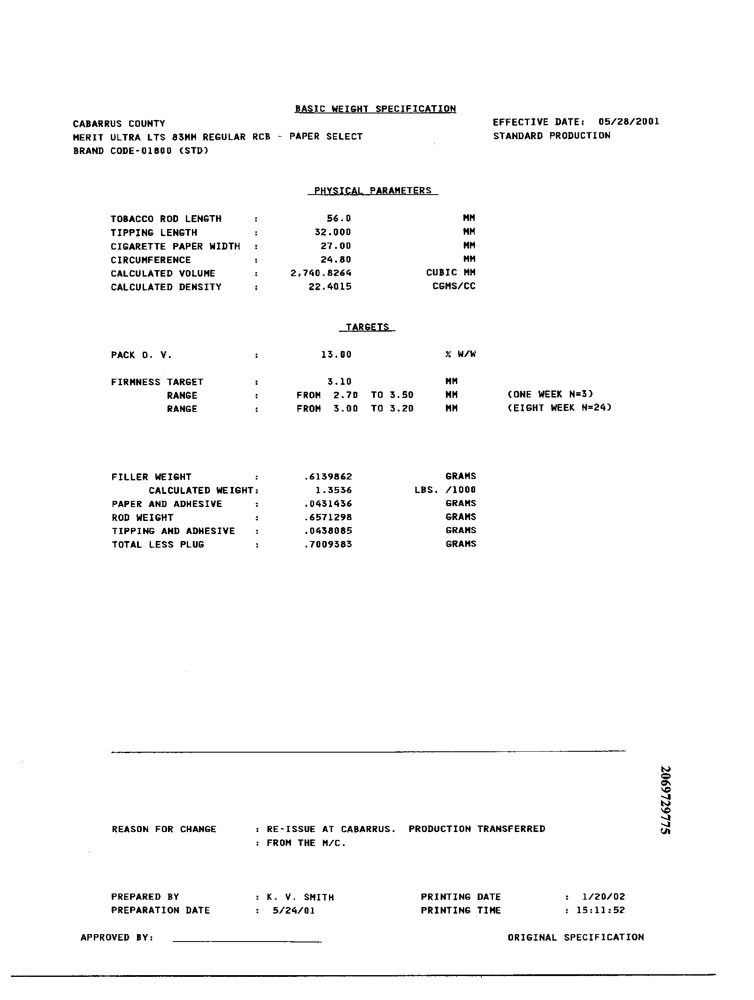 BASIC WEIGHT SPECIFICATION
CABARRUS COUNTY EFFECTIVE DATE: 05/28/2001
MERIT ULTRA LTS 83MM REGULAR RCB - PAPER SELECT STANDARD PRODUCTION
BRAND CODE-01800 (STD)
PHYSICAL PARAMETERS
TOBACCO ROD LENGTH : 56.0 MM
TIPPING LENGTH : 32.000 MM
CIGARETTE PAPER WIDTH : 27.00 MM
CIRCUMFERENCE : 24.80 MM
CALCULATED VOLUME : 2,740.8264 CUBIC MM
CALCULATED DENSITY : 22.4015 CGMS/CC
TARGETS
PACK O. V. : 13.00 % W/W
FIRMNESS TARGET : 3.10 MM
RANGE : FROM 2.70 TO 3.50 MM (ONE WEEK N=3)
RANGE : FROM 3.00 TO 3.20 MM (EIGHT WEEK N=24)
FILLER WEIGHT : .6139862 GRAMS
CALCULATED WEIGHT: 1.3536 LBS. /1000
PAPER AND ADHESIVE : .0431436 GRAMS
ROD WEIGHT : .6571298 GRAMS
TIPPING AND ADHESIVE : .0438085 GRAMS
TOTAL LESS PLUG : .7009383 GRAMS
2069729775
REASON FOR CHANGE : RE-ISSUE AT CABARRUS. PRODUCTION TRANSFERRED
: FROM THE M/C.
PREPARED BY : K. V. SMITH PRINTING DATE : 1/20/02
PREPARATION DATE : 5/24/01 PRINTING TIME : 15:11:52
APPROVED BY: ORIGINAL SPECIFICATION